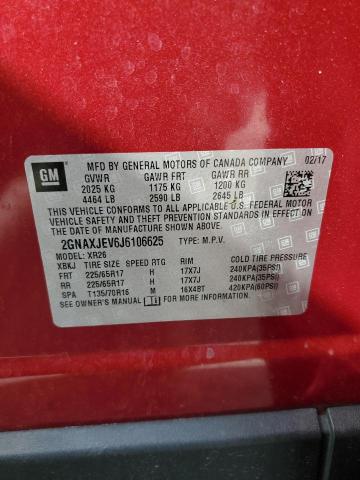 GM
MFD BY GENERAL MOTORS OF CANADA COMPANY 02/17
GVWR GAWR FRT GAWR RR
2025 KG 1175 KG 1200 KG
4464 LB 2590 LB 2645 LB
THIS VEHICLE CONFORMS TO ALL APPLICABLE U.S. FEDERAL MOTOR
VEHICLE SAFETY, BUMPER, AND THEFT PREVENTION STANDARDS
IN EFFECT ON THE DATE OF MANUFACTURE SHOWN ABOVE.
2GNAXJEV6J6106625 TYPE: M.P.V.
MODEL: XR26
XBKJ TIRE SIZE SPEED RTG RIM COLD TIRE PRESSURE
FRT 225/65R17 H 17X7J 240KPA(35PSI)
RR 225/65R17 H 17X7J 240KPA(35PSI)
SPA T135/70R16 M 16X4BT 420KPA(60PSI)
SEE OWNER'S MANUAL FOR MORE INFORMATION.